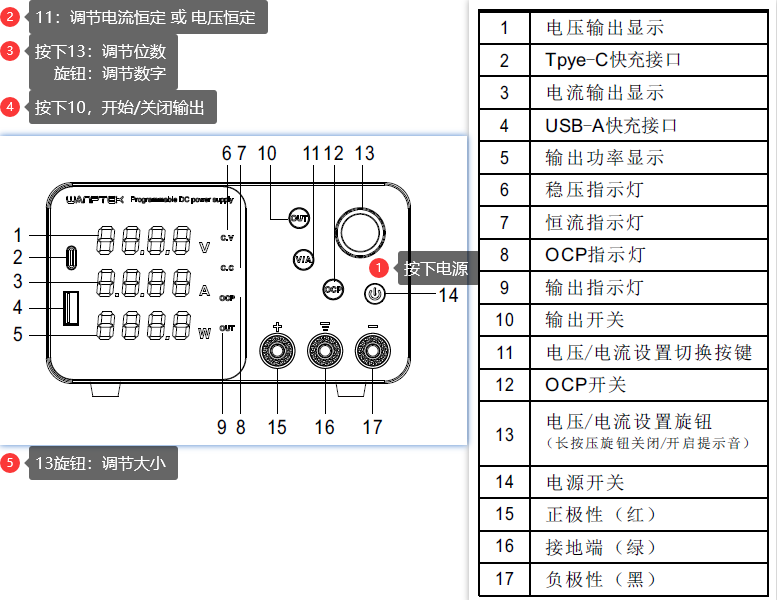 2 11：调节电流恒定 或 电压恒定
3 按下13：调节位数
旋钮：调节数字
4 按下10，开始/关闭输出
6 7 10 11 12 13
WANPTEK Programmable DC power supply
OUT
1 V C.V
2 V/A
C.C 1 按下电源
3 A OCP OCP 14
4
5 W OUT
+ −
9 8 15 16 17
5 13旋钮：调节大小
1 电压输出显示
2 Tpye-C快充接口
3 电流输出显示
4 USB-A快充接口
5 输出功率显示
6 稳压指示灯
7 恒流指示灯
8 OCP指示灯
9 输出指示灯
10 输出开关
11 电压/电流设置切换按键
12 OCP开关
13 电压/电流设置旋钮
（长按压旋钮关闭/开启提示音）
14 电源开关
15 正极性（红）
16 接地端（绿）
17 负极性（黑）